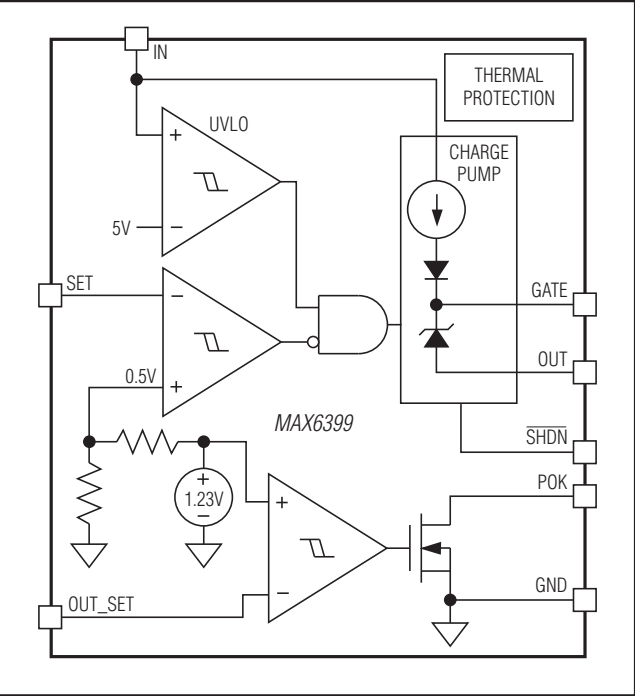 IN
THERMAL
PROTECTION
UVLO
+
CHARGE
PUMP
5V
−
SET
−
GATE
0.5V
+
OUT
MAX6399
SHDN
POK
+
1.23V
−
+
−
GND
OUT_SET